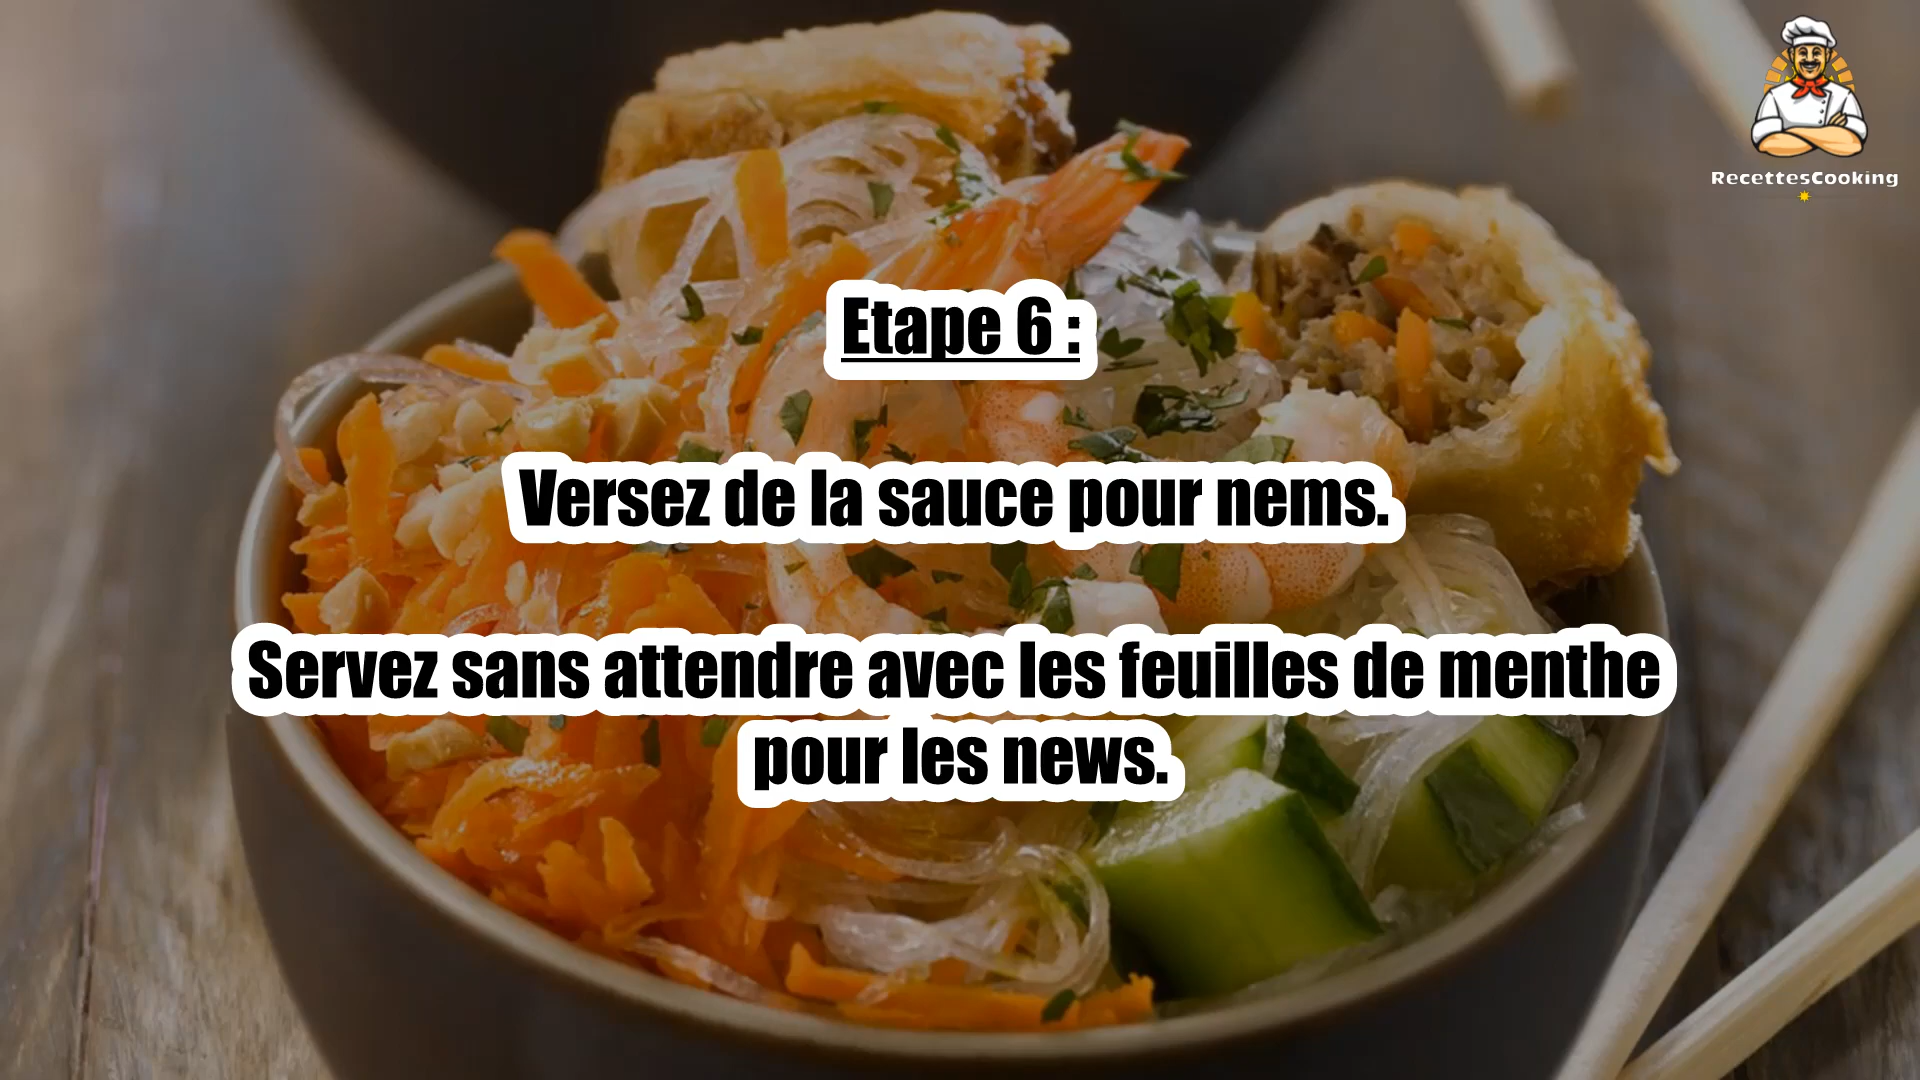 RecettesCooking
Etape 6 :
Versez de la sauce pour nems.
Servez sans attendre avec les feuilles de menthe
pour les news.